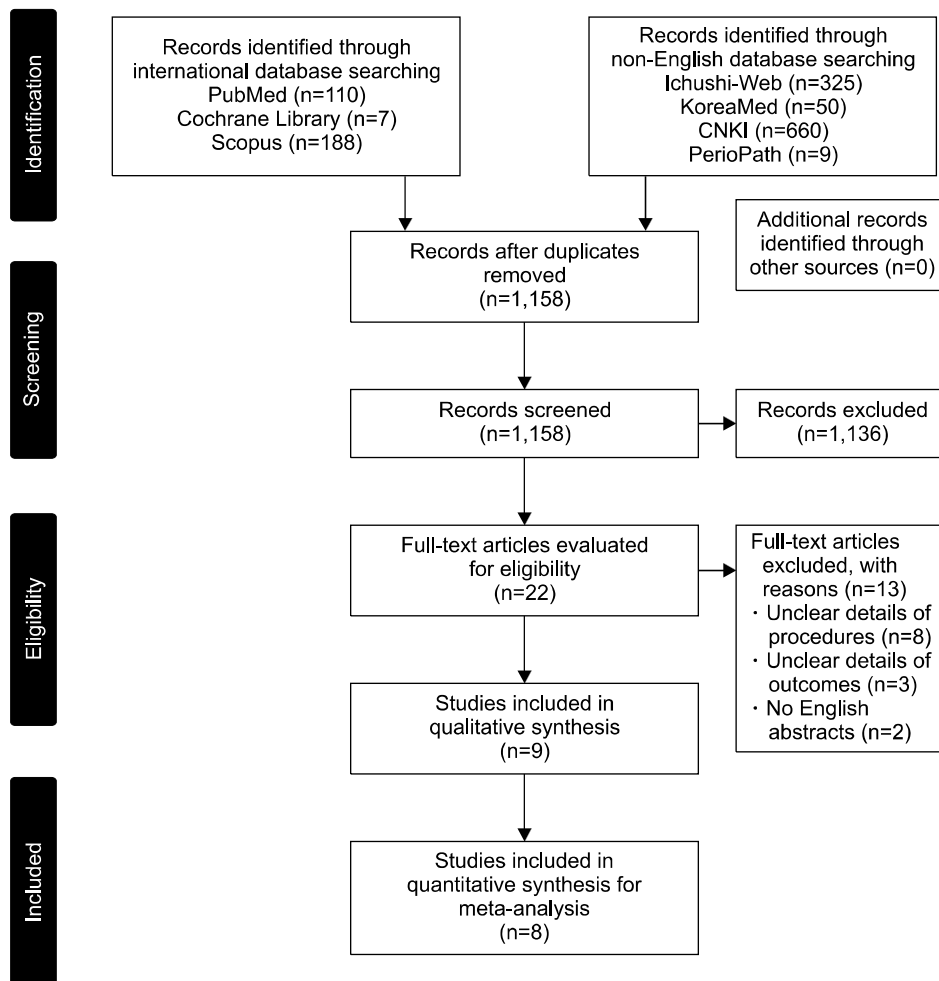 Identification
Records identified through
international database searching
PubMed (n=110)
Cochrane Library (n=7)
Scopus (n=188)
Records identified through
non-English database searching
Ichushi-Web (n=325)
KoreaMed (n=50)
CNKI (n=660)
PerioPath (n=9)
Additional records
identified through
other sources (n=0)
Screening
Records after duplicates
removed
(n=1,158)
Records screened
(n=1,158)
Records excluded
(n=1,136)
Eligibility
Full-text articles evaluated
for eligibility
(n=22)
Full-text articles
excluded, with
reasons (n=13)
· Unclear details of
procedures (n=8)
· Unclear details of
outcomes (n=3)
· No English
abstracts (n=2)
Studies included in
qualitative synthesis
(n=9)
Included
Studies included in
quantitative synthesis for
meta-analysis
(n=8)